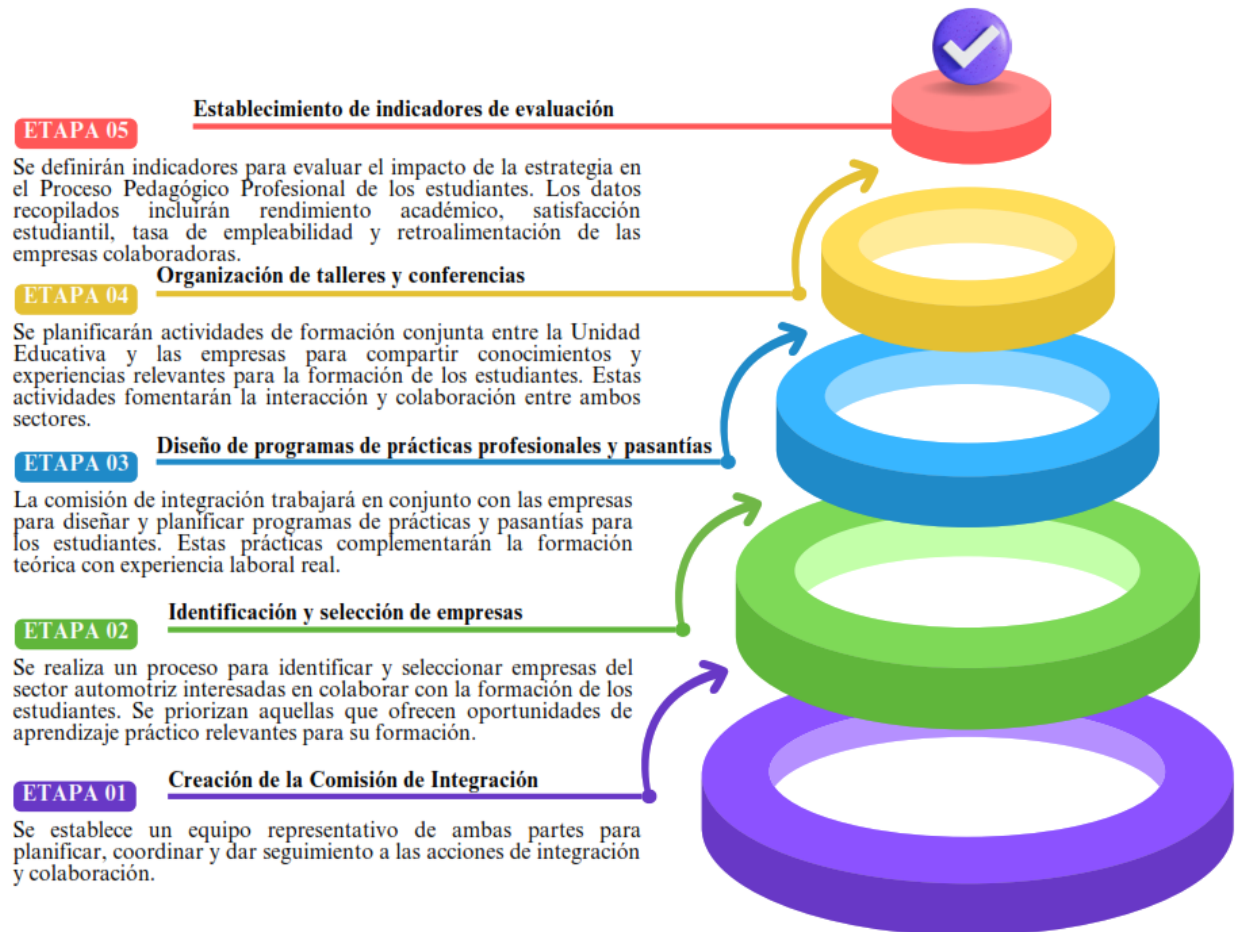 Establecimiento de indicadores de evaluación
ETAPA 05
Se definirán indicadores para evaluar el impacto de la estrategia en
el Proceso Pedagógico Profesional de los estudiantes. Los datos
recopilados incluirán rendimiento académico, satisfacción
estudiantil, tasa de empleabilidad y retroalimentación de las
empresas colaboradoras.
Organización de talleres y conferencias
ETAPA 04
Se planificarán actividades de formación conjunta entre la Unidad
Educativa y las empresas para compartir conocimientos y
experiencias relevantes para la formación de los estudiantes. Estas
actividades fomentarán la interacción y colaboración entre ambos
sectores.
Diseño de programas de prácticas profesionales y pasantías
ETAPA 03
La comisión de integración trabajará en conjunto con las empresas
para diseñar y planificar programas de prácticas y pasantías para
los estudiantes. Estas prácticas complementarán la formación
teórica con experiencia laboral real.
Identificación y selección de empresas
ETAPA 02
Se realiza un proceso para identificar y seleccionar empresas del
sector automotriz interesadas en colaborar con la formación de los
estudiantes. Se priorizan aquellas que ofrecen oportunidades de
aprendizaje práctico relevantes para su formación.
Creación de la Comisión de Integración
ETAPA 01
Se establece un equipo representativo de ambas partes para
planificar, coordinar y dar seguimiento a las acciones de integración
y colaboración.